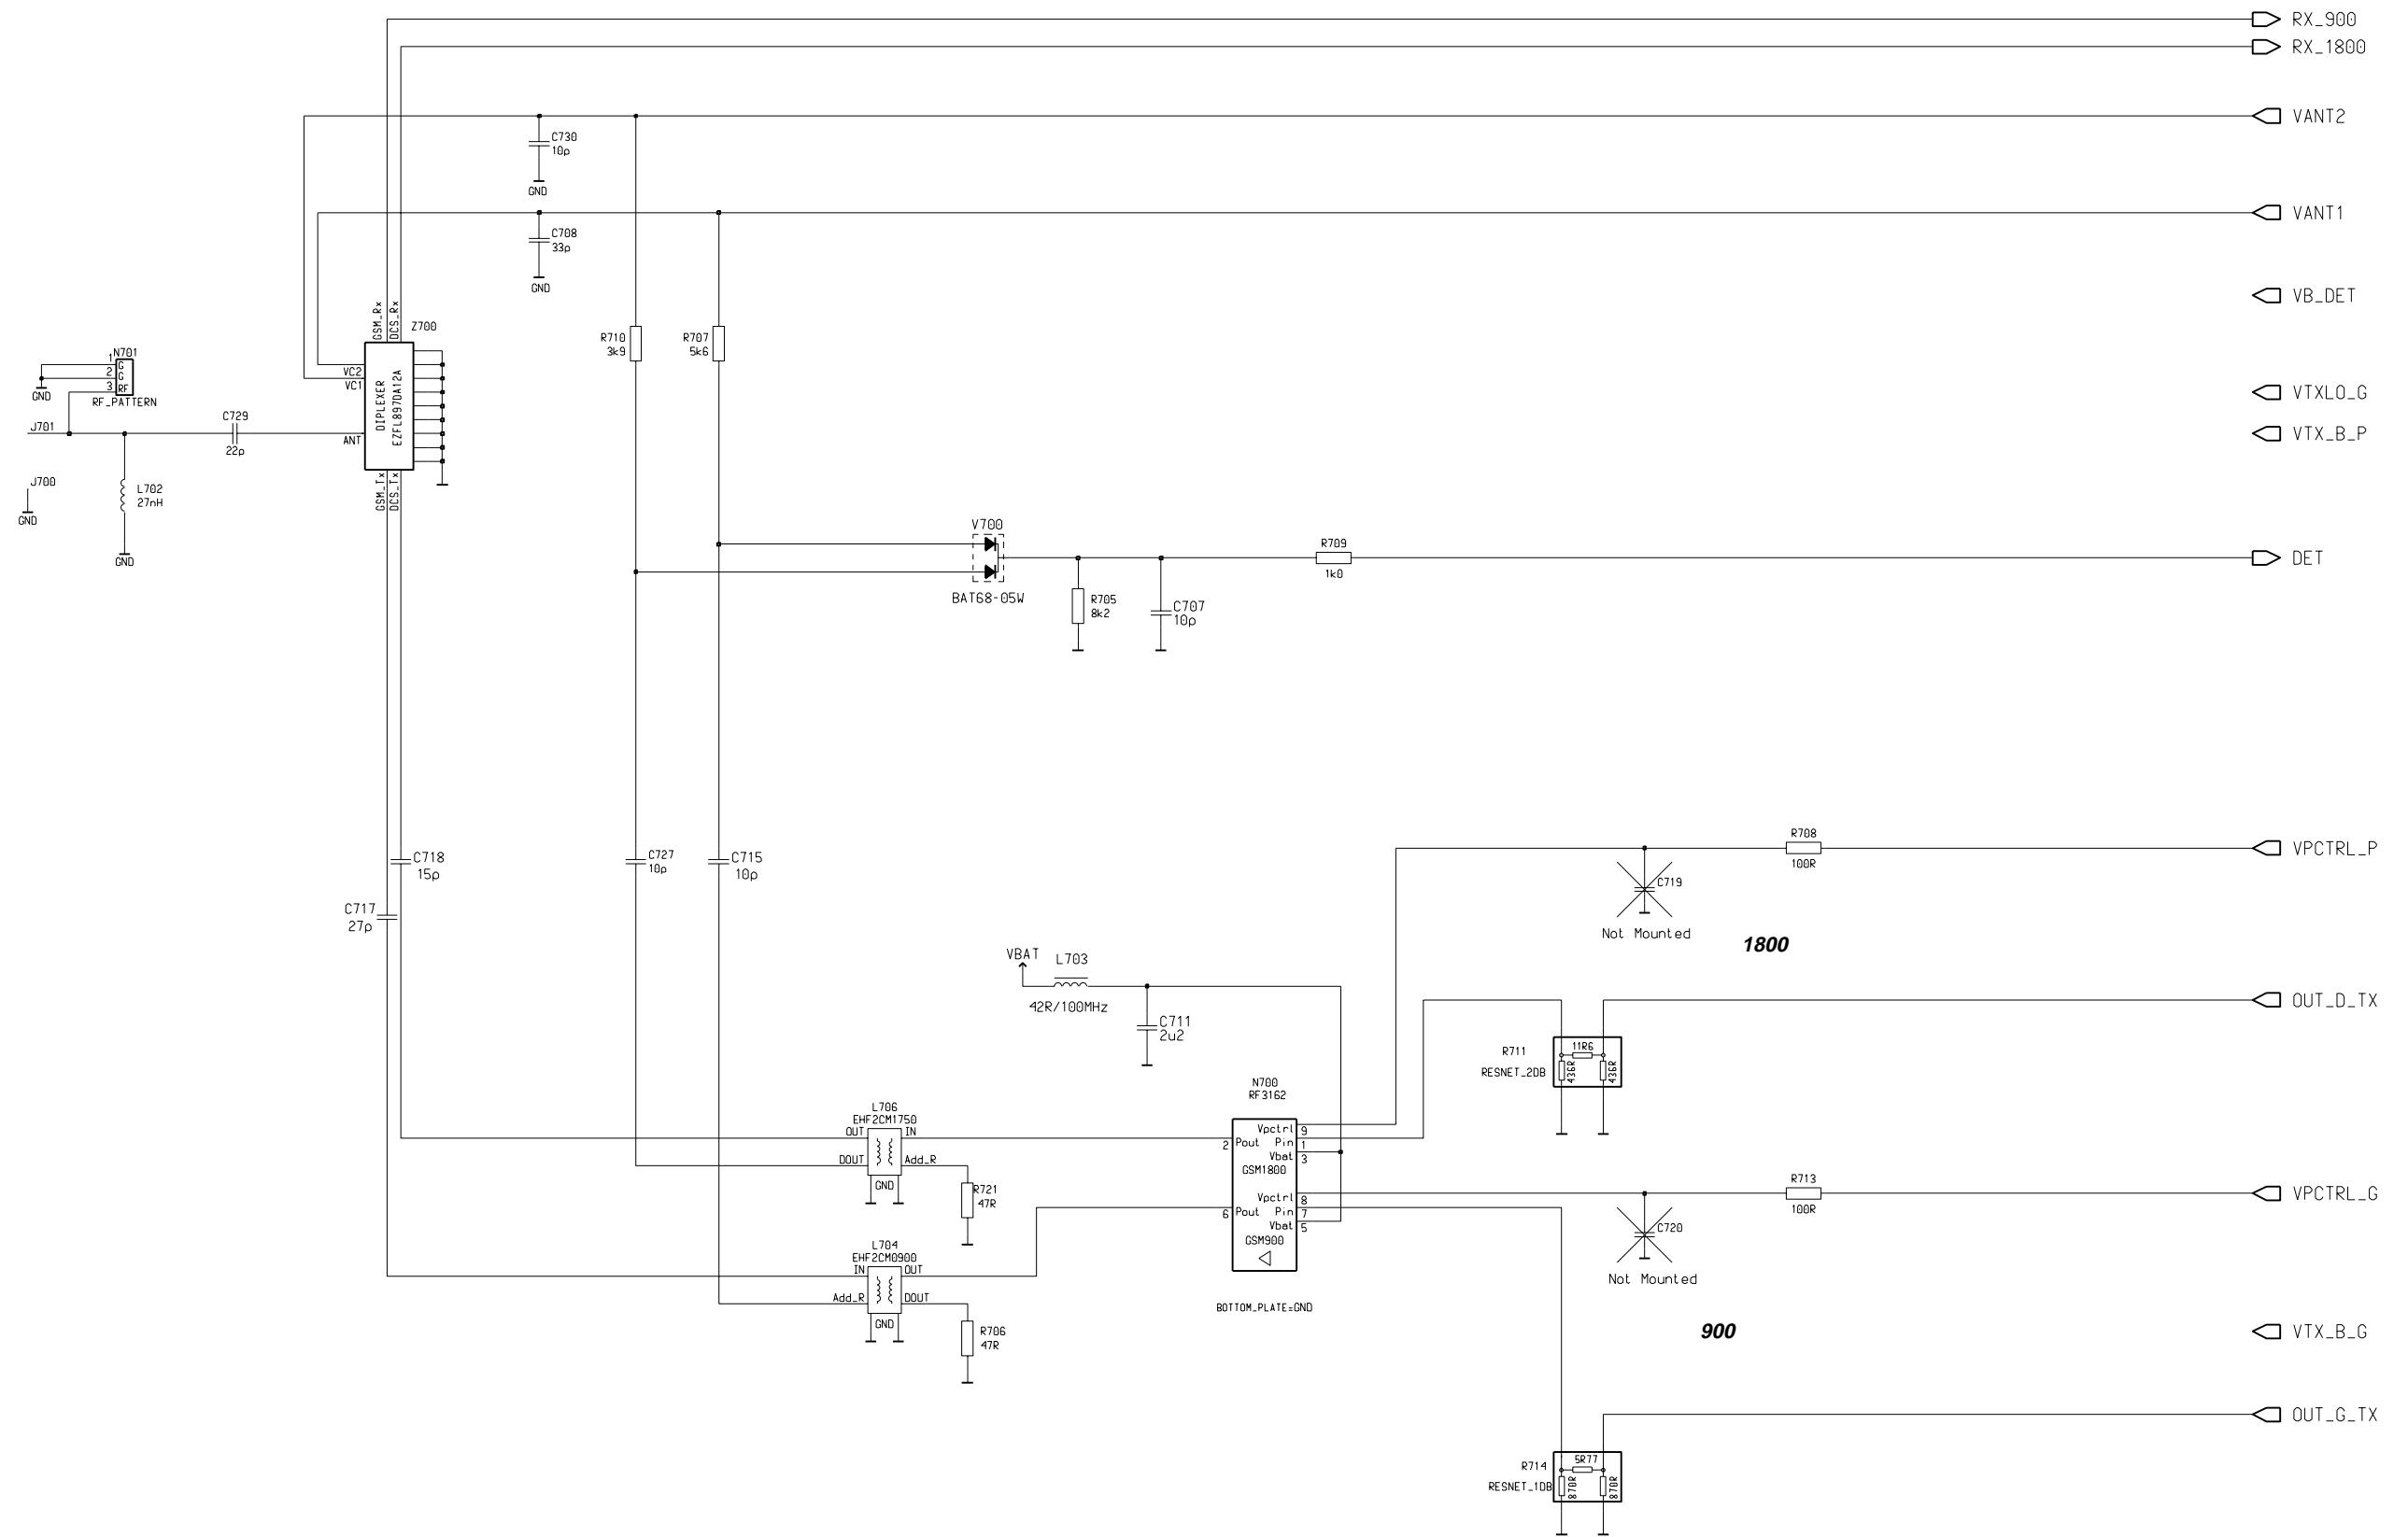 RX_900
RX_1800
VANT2
C730
10p
GND
VANT1
C708
33p
GND
VB_DET
GSM_Rx
DCS_Rx
Z700
R710
3k9
R707
5k6
N701
1 G
2 G
3 RF
GND
RF_PATTERN
VC2
VC1
DIPLEXER
EZFL897DA12A
VTXLO_G
J701
C729
22p
ANT
VTX_B_P
J700
GND
L702
27nH
GND
GSM_Tx
DCS_Tx
V700
BAT68-05W
R709
1k0
DET
R705
8k2
C707
10p
R708
100R
VPCTRL_P
C718
15p
C727
10p
C715
10p
C719
Not Mounted
C717
27p
1800
VBAT
L703
42R/100MHz
C711
2u2
OUT_D_TX
R711
RESNET_2DB
11R6
436R
436R
N700
RF3162
L706
EHF2CM1750
OUT
IN
DOUT
Add_R
GND
R721
47R
2
Pout
Vpctrl
9
Pin
1
Vbat
3
GSM1800
Vpctrl
8
6
Pout
Pin
7
Vbat
5
GSM900
R713
100R
VPCTRL_G
C720
Not Mounted
L704
EHF2CM0900
IN
OUT
Add_R
DOUT
GND
R706
47R
BOTTOM_PLATE=GND
900
VTX_B_G
OUT_G_TX
R714
RESNET_1DB
5R77
870R
870R